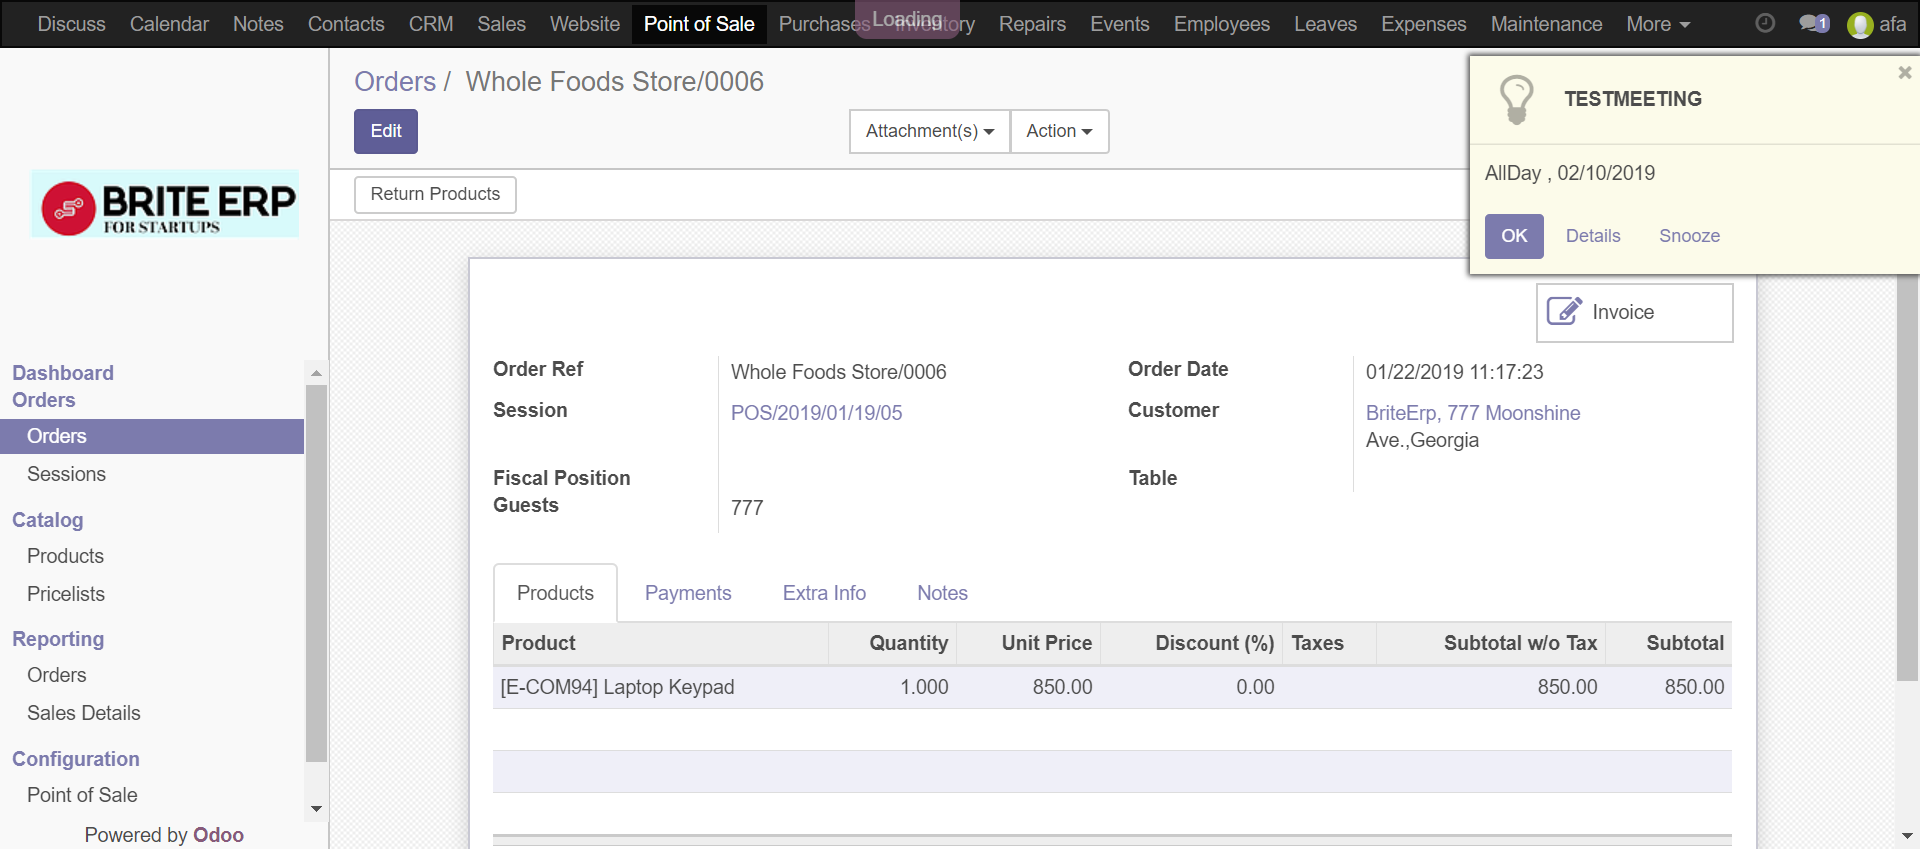 Discuss Calendar Notes Contacts CRM Sales Website Point of Sale Purchases Inventory Repairs Events Employees Leaves Expenses Maintenance More 1 afa
Loading
Orders / Whole Foods Store/0006
Edit
Attachment(s) Action
Return Products
TESTMEETING
AllDay , 02/10/2019
OK Details Snooze
BRITE ERP
FOR STARTUPS
Dashboard
Orders
Orders
Sessions
Catalog
Products
Pricelists
Reporting
Orders
Sales Details
Configuration
Point of Sale
Powered by Odoo
Invoice
Order Ref Whole Foods Store/0006
Order Date 01/22/2019 11:17:23
Session POS/2019/01/19/05
Customer BriteErp, 777 Moonshine
Ave.,Georgia
Fiscal Position
Table
Guests 777
Products Payments Extra Info Notes
Product Quantity Unit Price Discount (%) Taxes Subtotal w/o Tax Subtotal
[E-COM94] Laptop Keypad 1.000 850.00 0.00 850.00 850.00